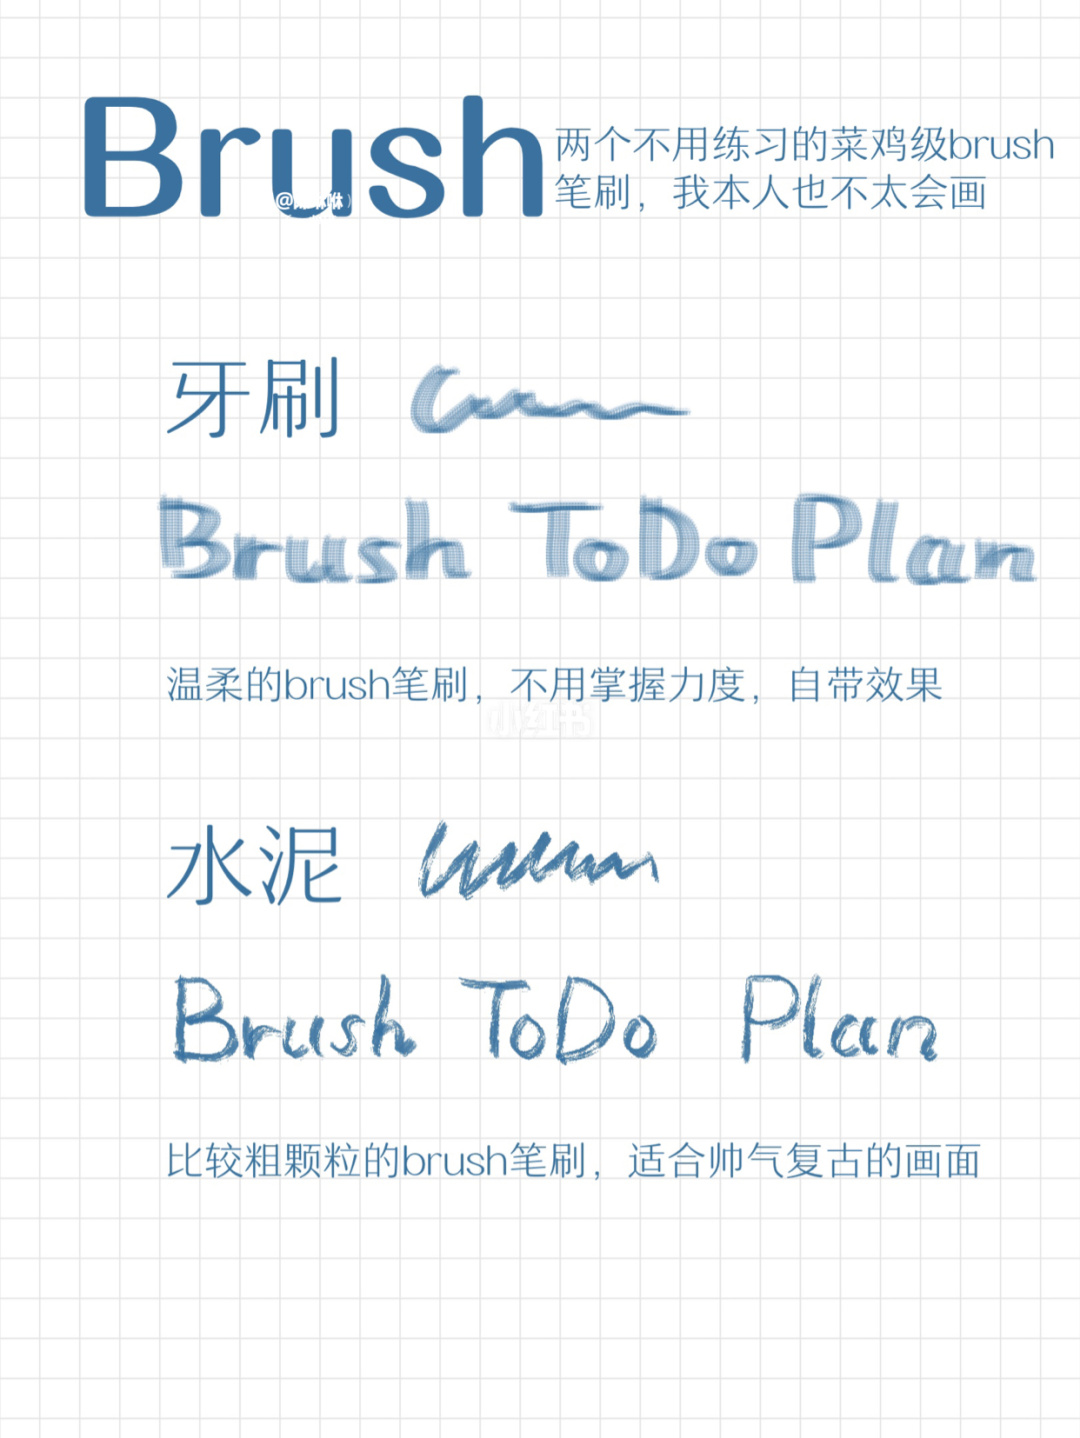 Brush
两个不用练习的菜鸡级brush
笔刷，我本人也不太会画
牙刷
Brush ToDo Plan
温柔的brush笔刷，不用掌握力度，自带效果
小红书
水泥
Brush ToDo Plan
比较粗颗粒的brush笔刷，适合帅气复古的画面